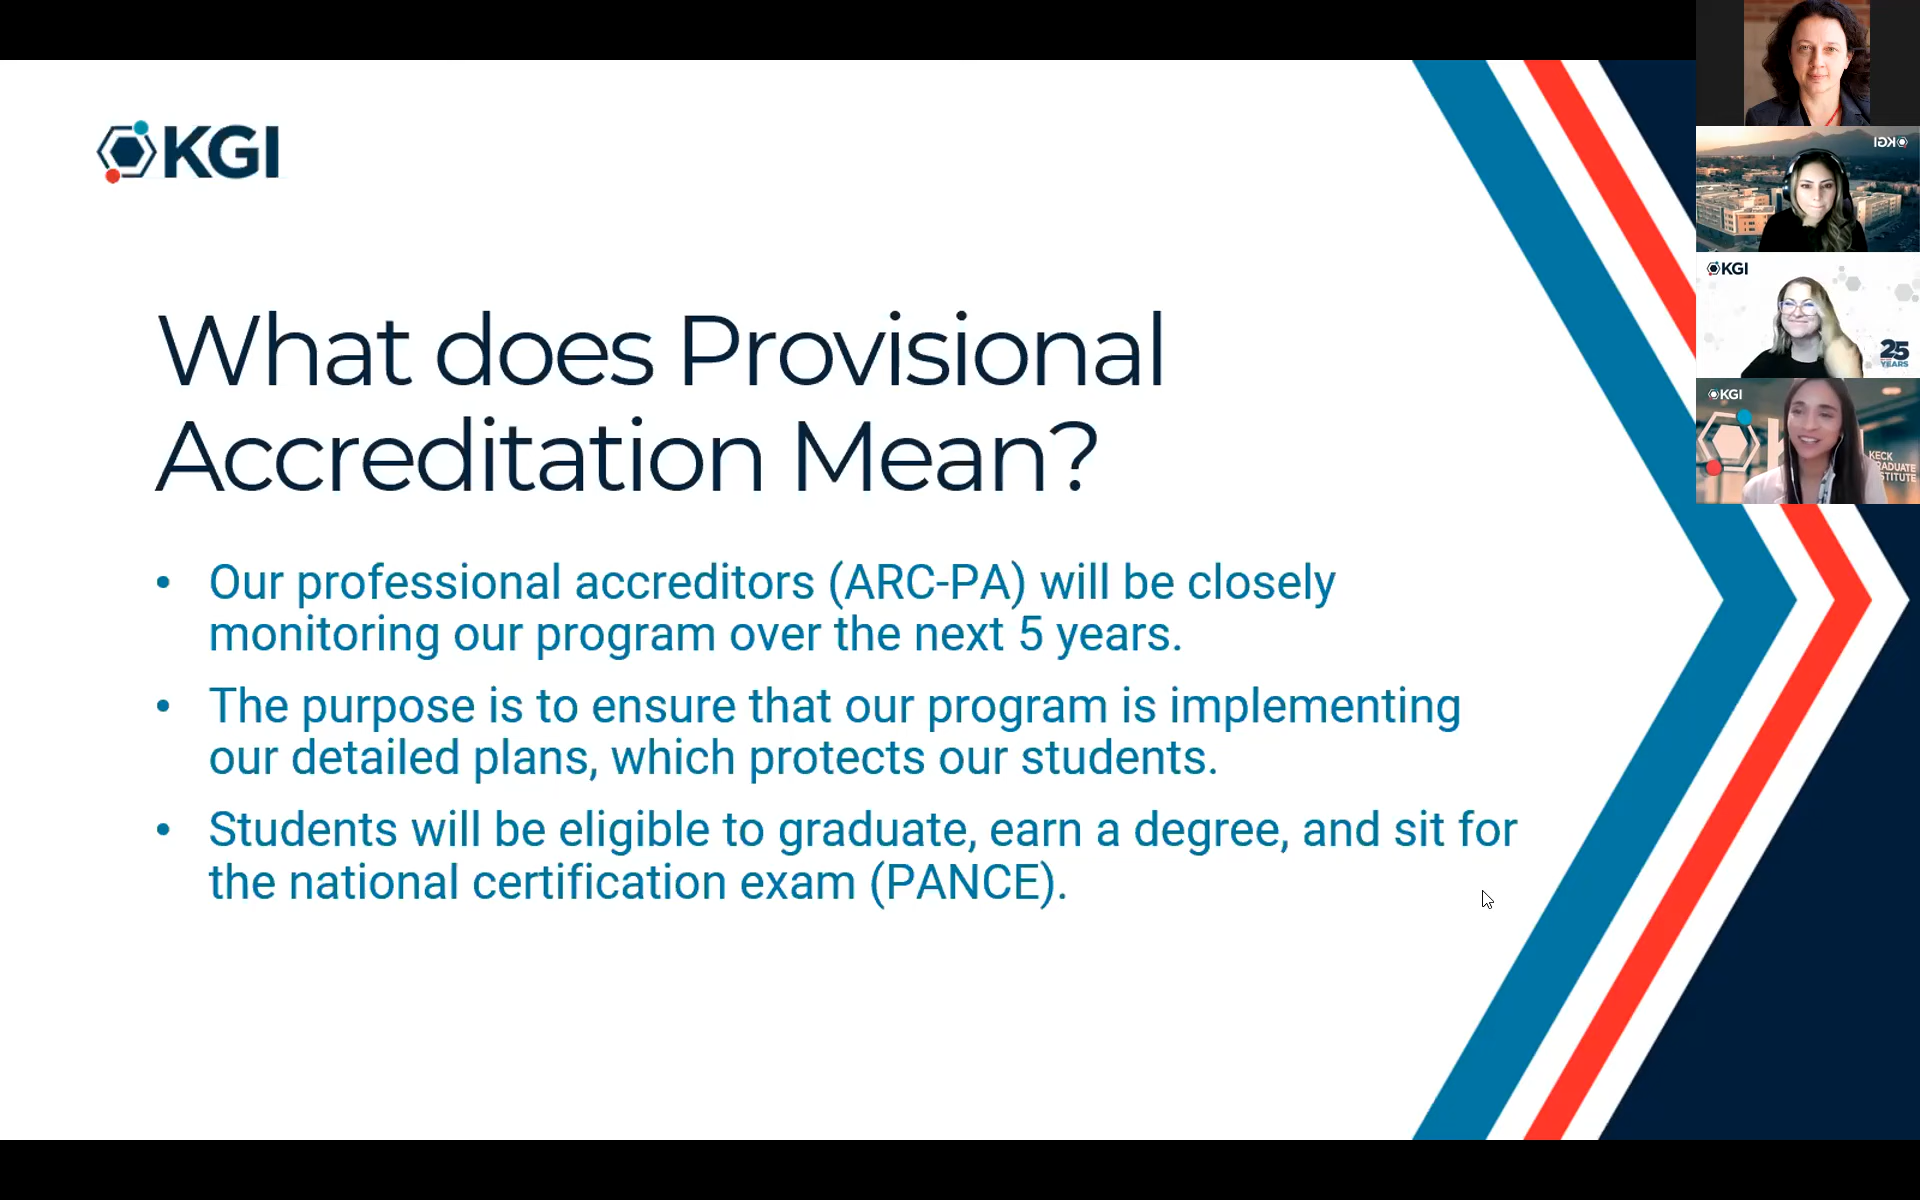 KGI
What does Provisional
Accreditation Mean?
• Our professional accreditors (ARC-PA) will be closely
monitoring our program over the next 5 years.
• The purpose is to ensure that our program is implementing
our detailed plans, which protects our students.
• Students will be eligible to graduate, earn a degree, and sit for
the national certification exam (PANCE).
KGI
KGI
25
YEARS
KGI
KECK